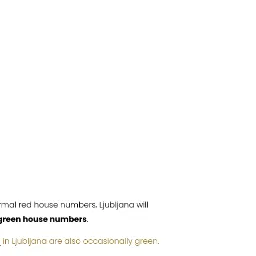 rmal red house numbers, Ljubljana will
green house numbers.
in Ljubljana are also occasionally green.